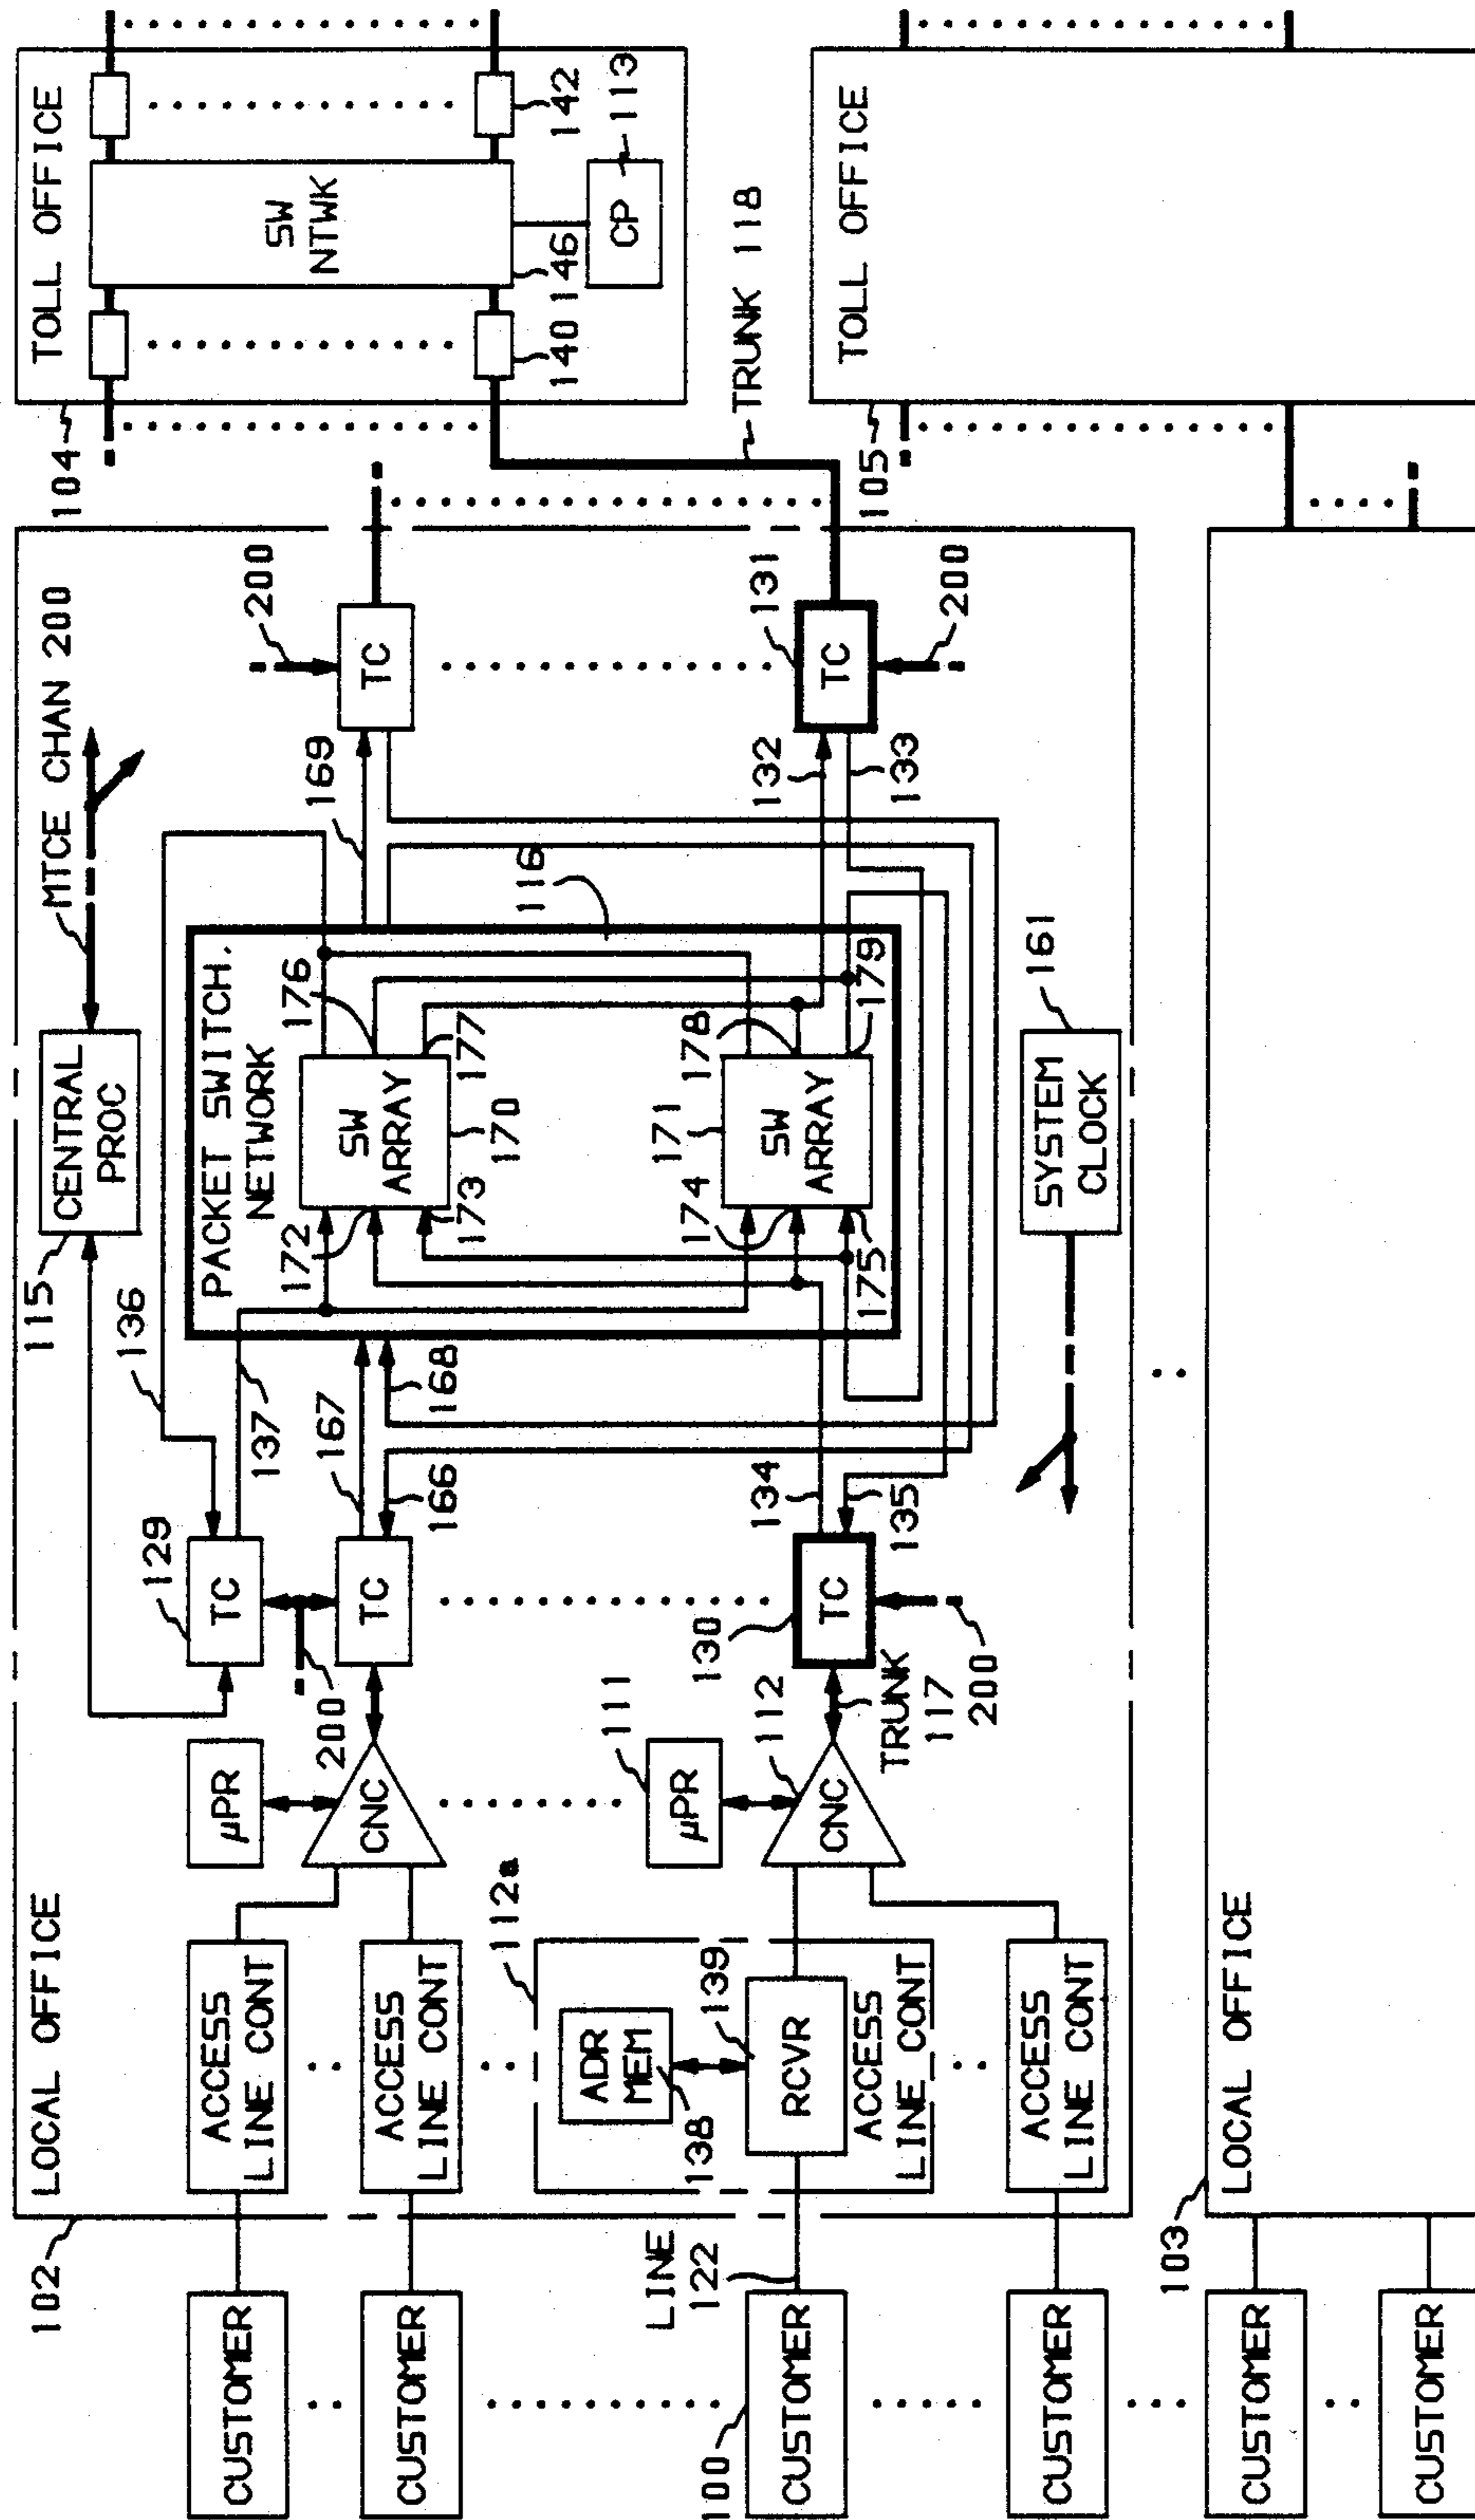 102
LOCAL OFFICE
115
CENTRAL
PROC
MTCE CHAN 200
104
TOLL OFFICE
CUSTOMER
ACCESS
LINE CONT
µPR
129
TC
136
137
PACKET SWITCH.
NETWORK
SW
NTWK
146
140
142
CP
113
CUSTOMER
ACCESS
LINE CONT
CNC
200
TC
167
166
168
172
173
SW
ARRAY
170
176
177
116
169
TC
200
112a
ADR
MEM
138
139
µPR
111
LINE
122
100
CUSTOMER
RCVR
ACCESS
LINE CONT
CNC
112
TRUNK
117
130
TC
200
134
135
174
175
171
SW
ARRAY
178
179
132
133
131
TC
200
TRUNK 118
CUSTOMER
ACCESS
LINE CONT
SYSTEM
CLOCK
161
105
TOLL OFFICE
103
LOCAL OFFICE
CUSTOMER
CUSTOMER